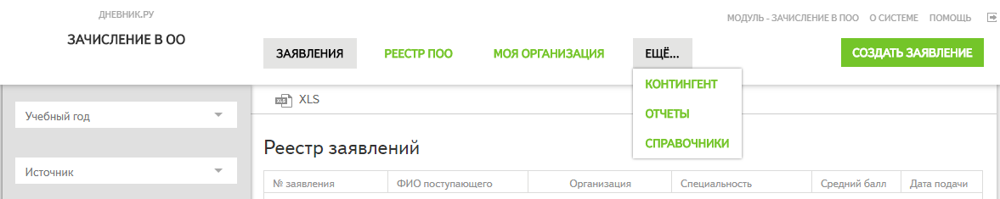 ДНЕВНИК.РУ
ЗАЧИСЛЕНИЕ В ОО
МОДУЛЬ - ЗАЧИСЛЕНИЕ В ПОО О СИСТЕМЕ ПОМОЩЬ
ЗАЯВЛЕНИЯ РЕЕСТР ПОО МОЯ ОРГАНИЗАЦИЯ ЕЩЁ... СОЗДАТЬ ЗАЯВЛЕНИЕ
КОНТИНГЕНТ
ОТЧЕТЫ
СПРАВОЧНИКИ
Учебный год
Источник
XLS XLS
Реестр заявлений
№ заявления ФИО поступающего Организация Специальность Средний балл Дата подачи